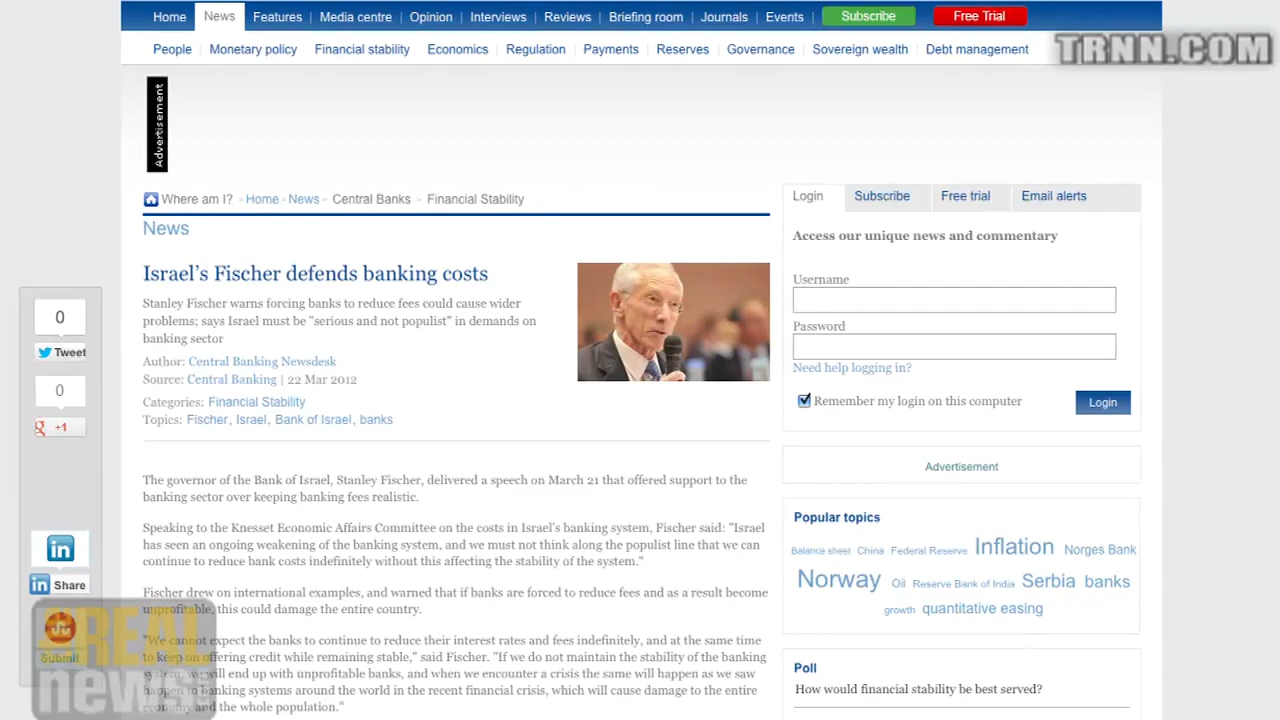 Home News Features Media centre Opinion Interviews Reviews Briefing room Journals Events Subscribe Free Trial
People Monetary policy Financial stability Economics Regulation Payments Reserves Governance Sovereign wealth Debt management
TRNN.COM
Advertisement
Where am I? Home News Central Banks Financial Stability
News
Israel's Fischer defends banking costs
Stanley Fischer warns forcing banks to reduce fees could cause wider
problems; says Israel must be "serious and not populist" in demands on
banking sector
Author: Central Banking Newsdesk
Source: Central Banking | 22 Mar 2012
Categories: Financial Stability
Topics: Fischer, Israel, Bank of Israel, banks
The governor of the Bank of Israel, Stanley Fischer, delivered a speech on March 21 that offered support to the
banking sector over keeping banking fees realistic.
Speaking to the Knesset Economic Affairs Committee on the costs in Israel's banking system, Fischer said: "Israel
has seen an ongoing weakening of the banking system, and we must not think along the populist line that we can
continue to reduce bank costs indefinitely without this affecting the stability of the system."
Fischer drew on international examples, and warned that if banks are forced to reduce fees and as a result become
unprofitable, this could damage the entire country.
"We cannot expect the banks to continue to reduce their interest rates and fees indefinitely, and at the same time
to keep on offering credit while remaining stable," said Fischer. "If we do not maintain the stability of the banking
system, we will end up with unprofitable banks, and when we encounter a crisis the same will happen as we saw
happen to banking systems around the world in the recent financial crisis, which will cause damage to the entire
economy and the whole population."
0
Tweet
0
+1
in
in Share
Submit
REAL
news
Login Subscribe Free trial Email alerts
Access our unique news and commentary
Username
Password
Need help logging in?
Remember my login on this computer Login
Advertisement
Popular topics
Balance sheet China Federal Reserve Inflation Norges Bank
Norway Oil Reserve Bank of India Serbia banks
growth quantitative easing
Poll
How would financial stability be best served?